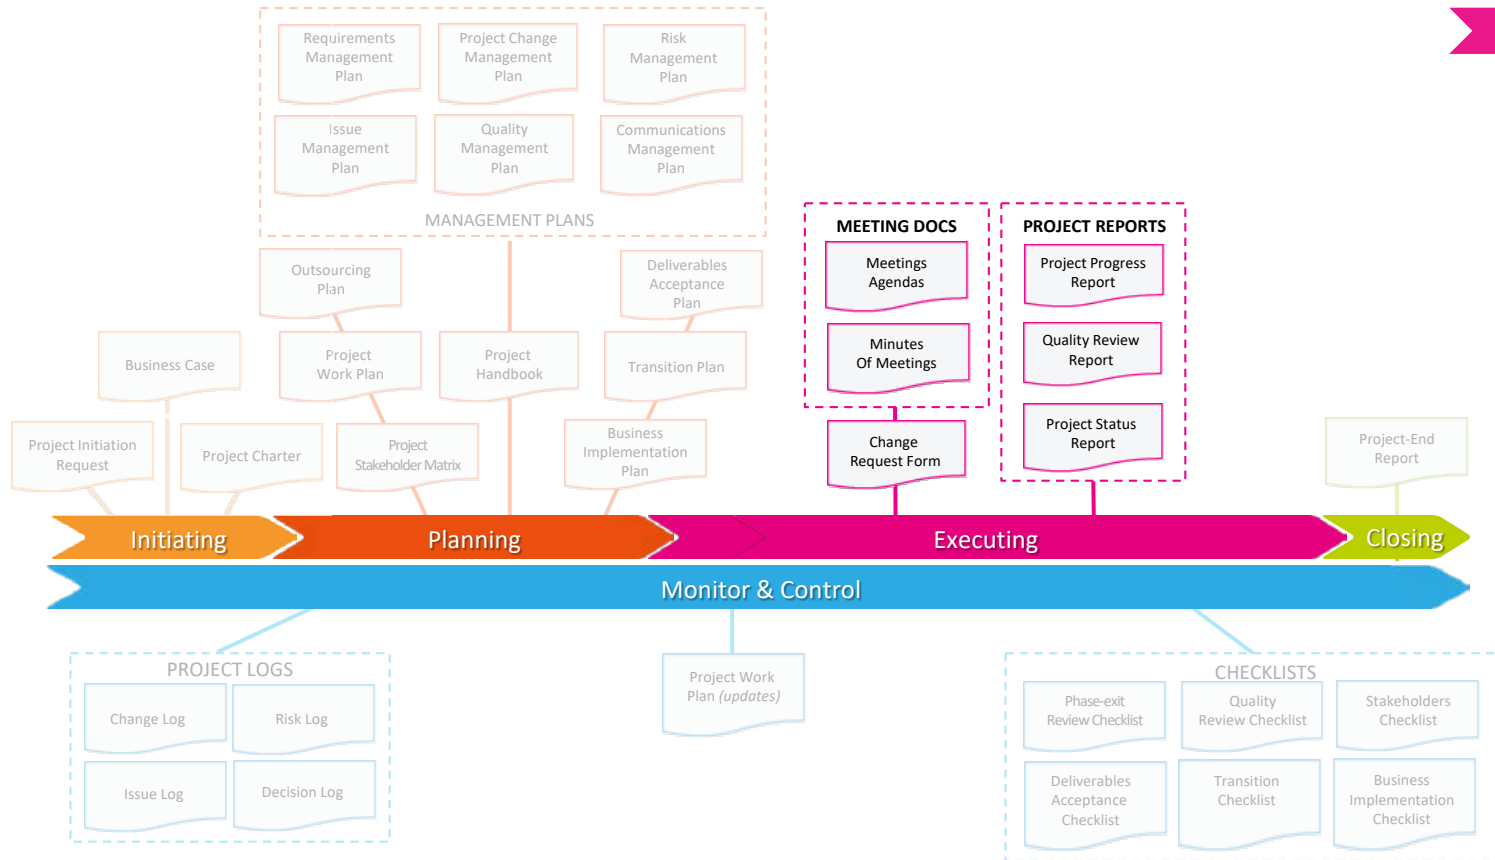 Requirements
Management
Plan
Project Change
Management
Plan
Risk
Management
Plan
Issue
Management
Plan
Quality
Management
Plan
Communications
Management
Plan
MANAGEMENT PLANS
Outsourcing
Plan
Deliverables
Acceptance
Plan
Business Case
Project
Work Plan
Project
Handbook
Transition Plan
Project Initiation
Request
Project Charter
Project
Stakeholder Matrix
Business
Implementation
Plan
MEETING DOCS
Meetings
Agendas
Minutes
Of Meetings
Change
Request Form
PROJECT REPORTS
Project Progress
Report
Quality Review
Report
Project Status
Report
Project-End
Report
Initiating
Planning
Executing
Closing
Monitor & Control
PROJECT LOGS
Change Log
Risk Log
Issue Log
Decision Log
Project Work
Plan (updates)
CHECKLISTS
Phase-exit
Review Checklist
Quality
Review Checklist
Stakeholders
Checklist
Deliverables
Acceptance
Checklist
Transition
Checklist
Business
Implementation
Checklist